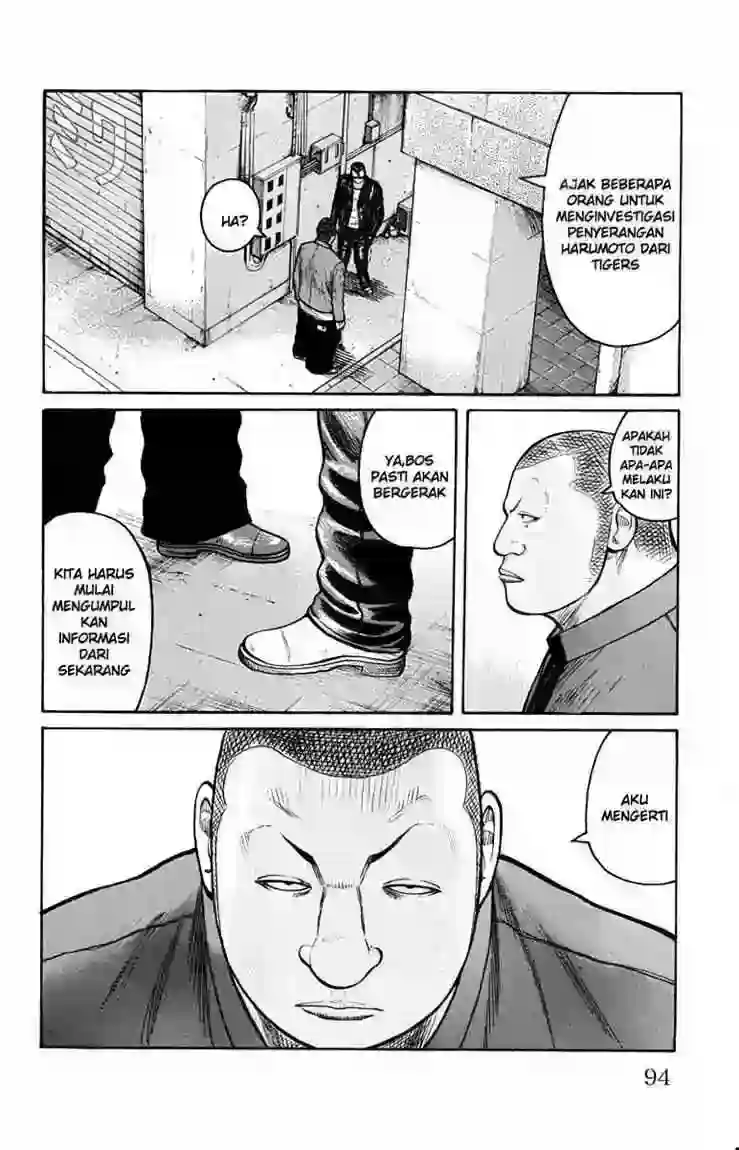 AJAK BEBERAPA
ORANG UNTUK
MENGINVESTIGASI
PENYERANGAN
HARUMOTO DARI
TIGERS
HA?
APAKAH
TIDAK
APA-APA
MELAKU
KAN INI?
YA,BOS
PASTI AKAN
BERGERAK
KITA HARUS
MULAI
MENGUMPUL
KAN
INFORMASI
DARI
SEKARANG
AKU
MENGERTI
94